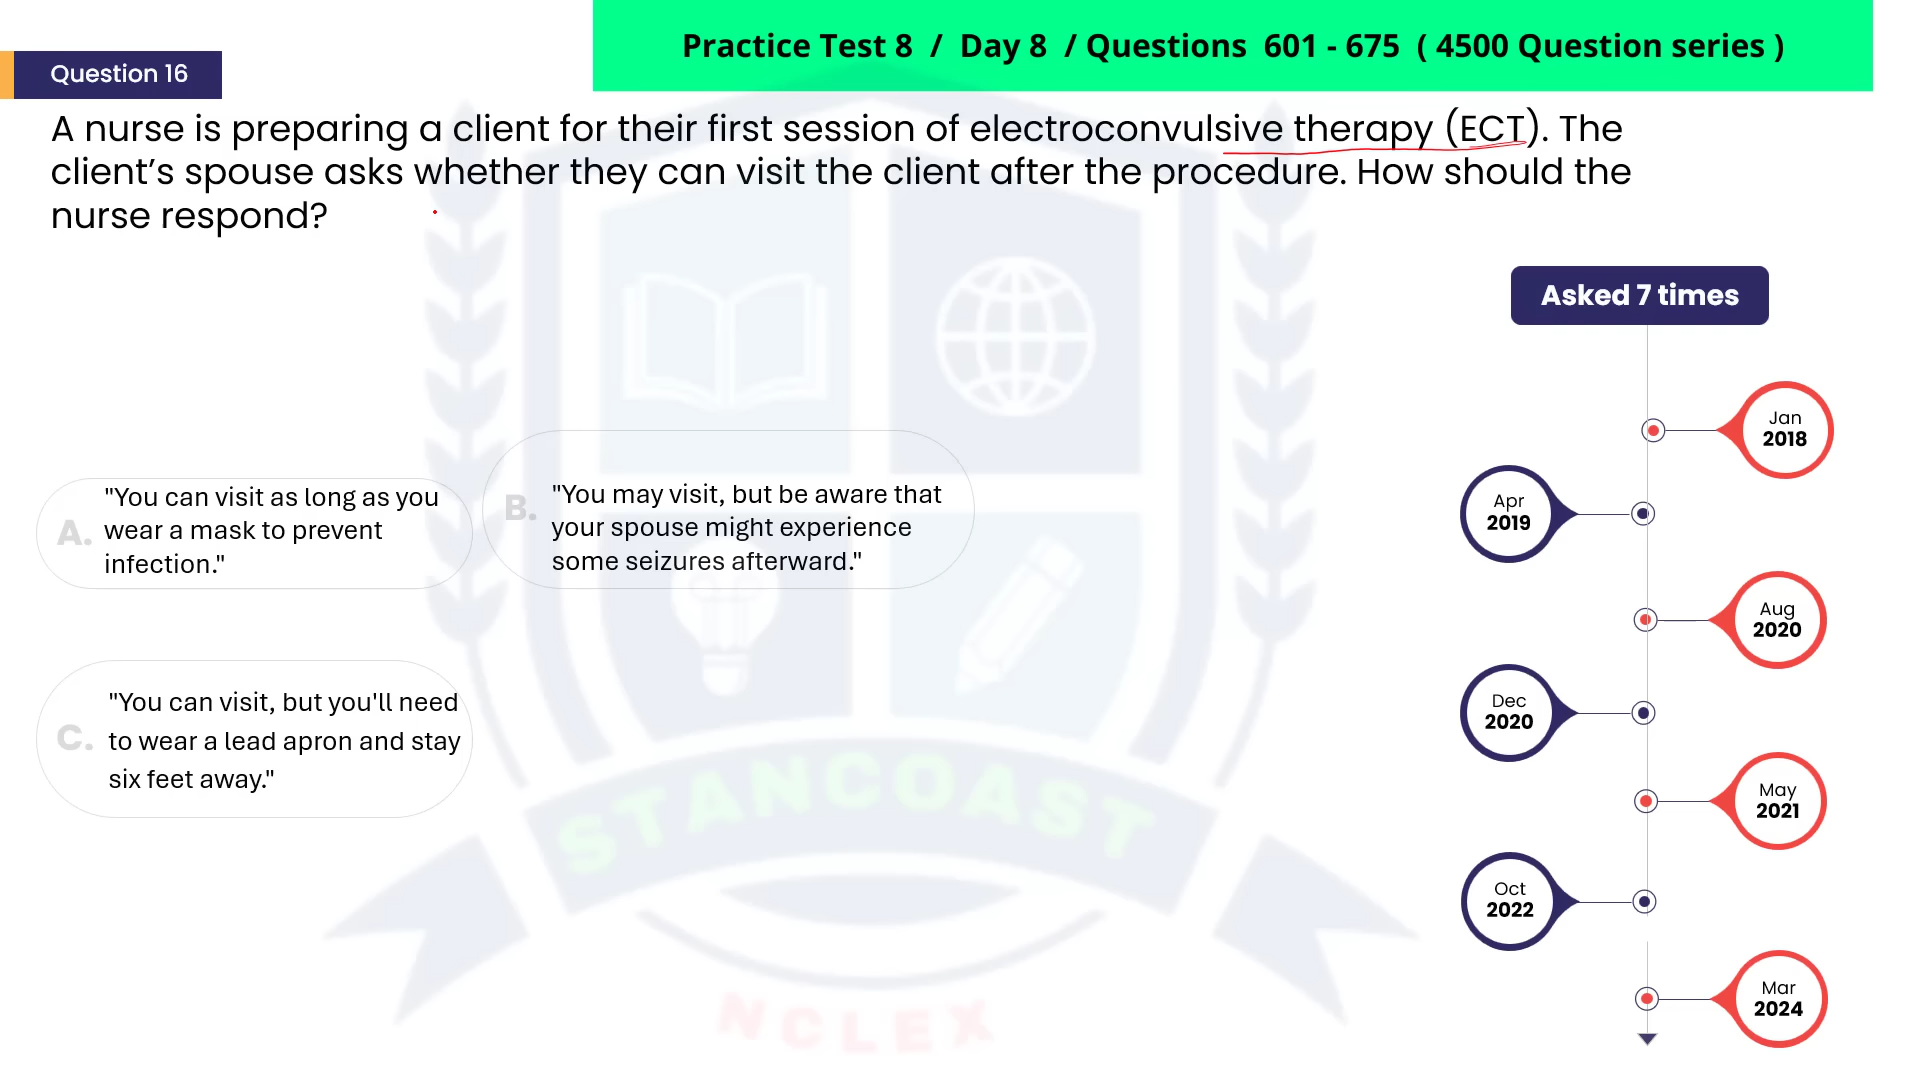 Practice Test 8 / Day 8 / Questions 601 - 675 ( 4500 Question series )
Question 16
A nurse is preparing a client for their first session of electroconvulsive therapy (ECT). The
client’s spouse asks whether they can visit the client after the procedure. How should the
nurse respond?
Asked 7 times
A.
"You can visit as long as you
wear a mask to prevent
infection."
B.
"You may visit, but be aware that
your spouse might experience
some seizures afterward."
C.
"You can visit, but you'll need
to wear a lead apron and stay
six feet away."
Jan
2018
Apr
2019
Aug
2020
Dec
2020
May
2021
Oct
2022
Mar
2024
STANCOAST
NCLEX